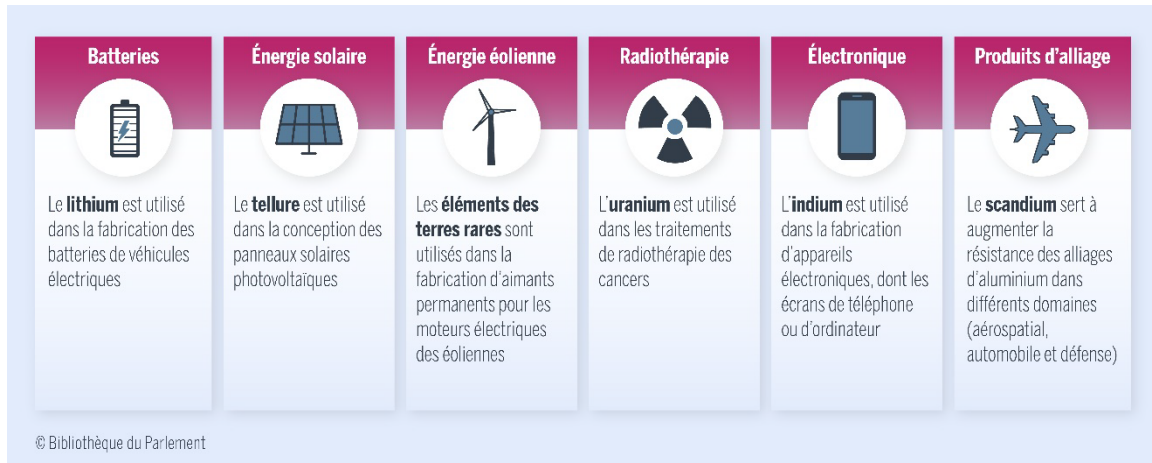 Batteries
Le lithium est utilisé
dans la fabrication des
batteries de véhicules
électriques
Énergie solaire
Le tellure est utilisé
dans la conception des
panneaux solaires
photovoltaïques
Énergie éolienne
Les éléments des
terres rares sont
utilisés dans la
fabrication d'aimants
permanents pour les
moteurs électriques
des éoliennes
Radiothérapie
L'uranium est utilisé
dans les traitements
de radiothérapie des
cancers
Électronique
L'indium est utilisé
dans la fabrication
d'appareils
électroniques, dont les
écrans de téléphone
ou d'ordinateur
Produits d'alliage
Le scandium sert à
augmenter la
résistance des alliages
d'aluminium dans
différents domaines
(aérospatial,
automobile et défense)
© Bibliothèque du Parlement